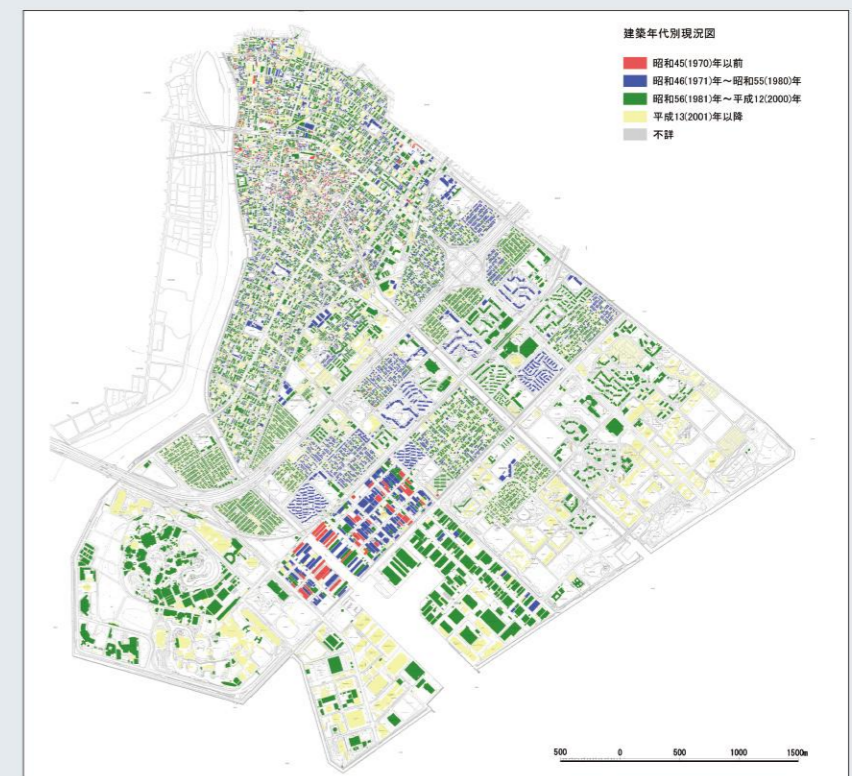 建築年代別現況図
昭和45(1970)年以前
昭和46(1971)年～昭和55(1980)年
昭和56(1981)年～平成12(2000)年
平成13(2001)年以降
不詳
500 0 500 1000 1500m